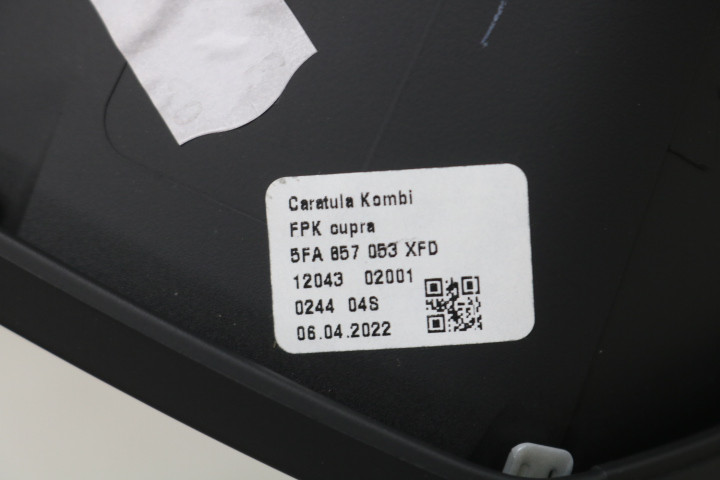 Caratula Kombi
FPK cupra
5FA 857 053 XFD
12043 02001
0244 04S
06.04.2022